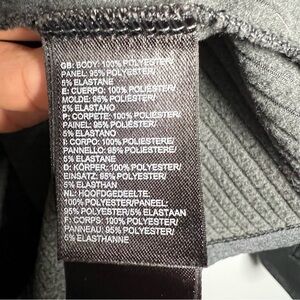 GB: BODY: 100% POLYESTER/
PANEL: 95% POLYESTER/
5% ELASTANE
E: CUERPO: 100% POLIÉSTER/
MOLDE: 95% POLIÉSTER/
5% ELASTANO
P: CORPETE: 100% POLIÉSTER/
PAINEL: 95% POLIÉSTER/
5% ELASTANO
I: CORPO: 100% POLIESTERE/
PANNELLO: 95% POLIESTERE/
5% ELASTANE
D: KÖRPER: 100% POLYESTER/
EINSATZ: 95% POLYESTER/
5% ELASTHAN
NL: HOOFDGEDEELTE:
100% POLYESTER/PANEEL:
95% POLYESTER/5% ELASTAAN
F: CORPS: 100% POLYESTER/
PANNEAU: 95% POLYESTER/
5% ELASTHANNE